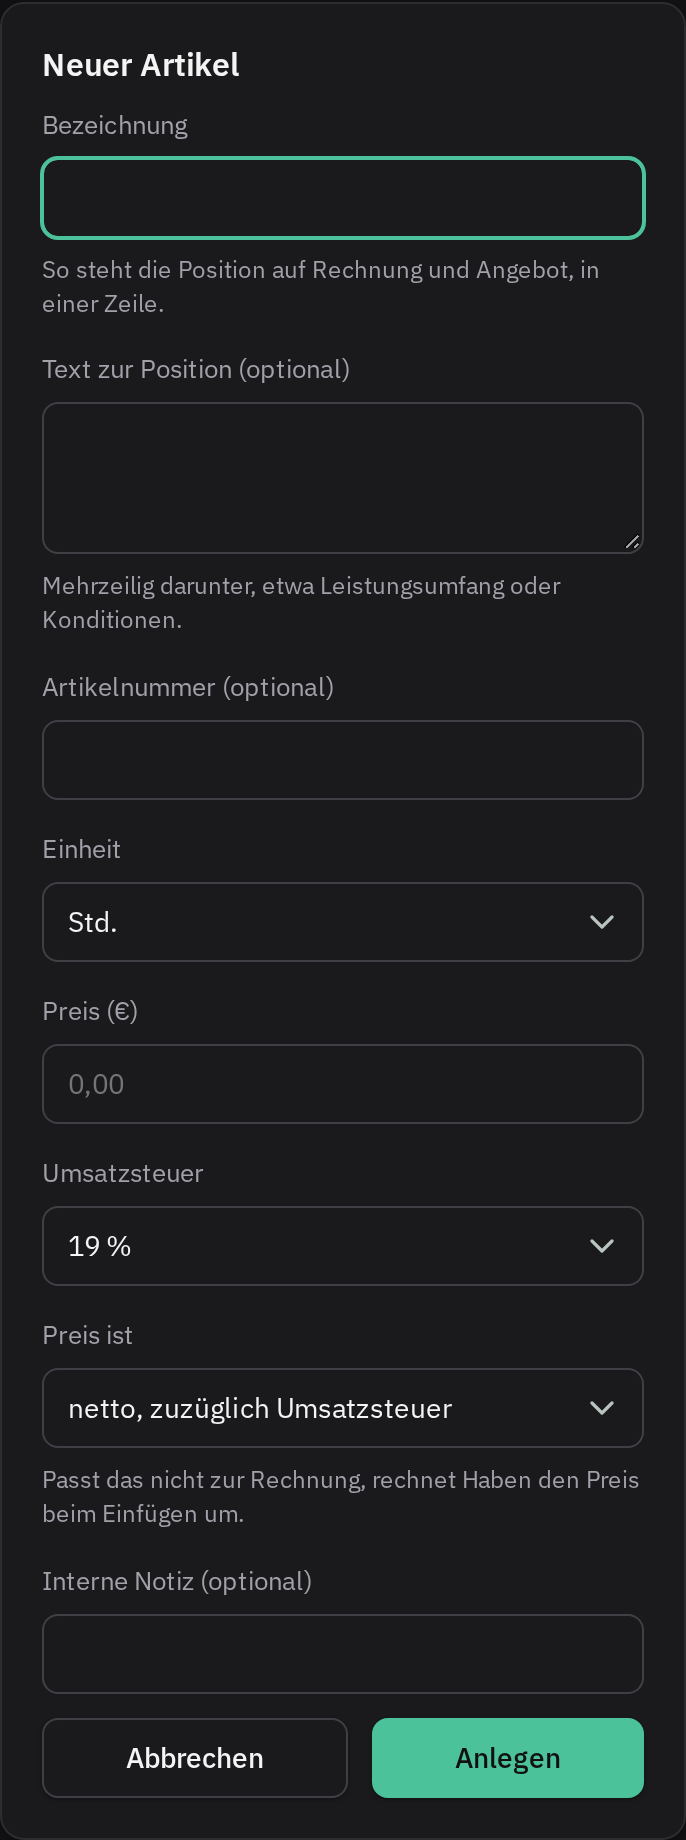 Neuer Artikel
Bezeichnung
So steht die Position auf Rechnung und Angebot, in
einer Zeile.
Text zur Position (optional)
Mehrzeilig darunter, etwa Leistungsumfang oder
Konditionen.
Artikelnummer (optional)
Einheit
Std.
Preis (€)
0,00
Umsatzsteuer
19 %
Preis ist
netto, zuzüglich Umsatzsteuer
Passt das nicht zur Rechnung, rechnet Haben den Preis
beim Einfügen um.
Interne Notiz (optional)
Abbrechen
Anlegen